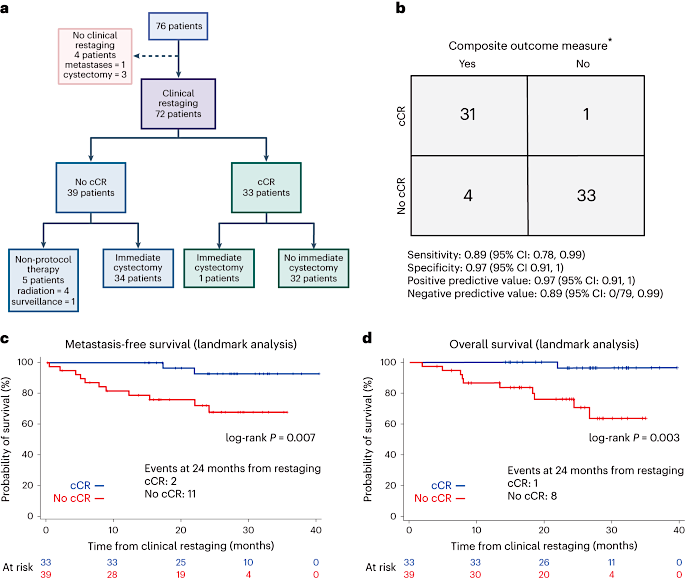 a
76 patients
No clinical
restaging
4 patients
metastases = 1
cystectomy = 3
Clinical
restaging
72 patients
No cCR
39 patients
cCR
33 patients
Non-protocol
therapy
5 patients
radiation = 4
surveillance = 1
Immediate
cystectomy
34 patients
Immediate
cystectomy
1 patients
No immediate
cystectomy
32 patients
b
Composite outcome measure*
Yes No
cCR 31 1
No cCR 4 33
Sensitivity: 0.89 (95% CI: 0.78, 0.99)
Specificity: 0.97 (95% CI 0.91, 1)
Positive predictive value: 0.97 (95% CI: 0.91, 1)
Negative predictive value: 0.89 (95% CI: 0/79, 0.99)
c
Metastasis-free survival (landmark analysis)
Probability of survival (%)
100
80
60
40
20
0
log-rank P = 0.007
Events at 24 months from restaging
cCR: 2
No cCR: 11
cCR
No cCR
0 10 20 30 40
Time from clinical restaging (months)
At risk
33 33 25 10 0
39 28 19 4 0
d
Overall survival (landmark analysis)
Probability of survival (%)
100
80
60
40
20
0
log-rank P = 0.003
Events at 24 months from restaging
cCR: 1
No cCR: 8
cCR
No cCR
0 10 20 30 40
Time from clinical restaging (months)
At risk
33 33 26 11 0
39 30 20 4 0